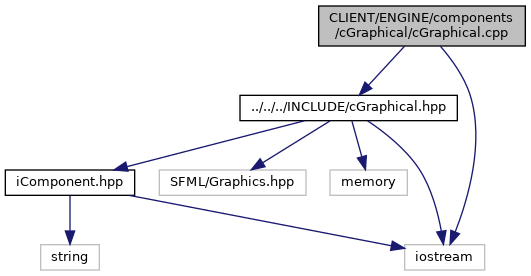 CLIENT/ENGINE/components
/cGraphical/cGraphical.cpp
../../../INCLUDE/cGraphical.hpp
iComponent.hpp
SFML/Graphics.hpp
memory
string
iostream